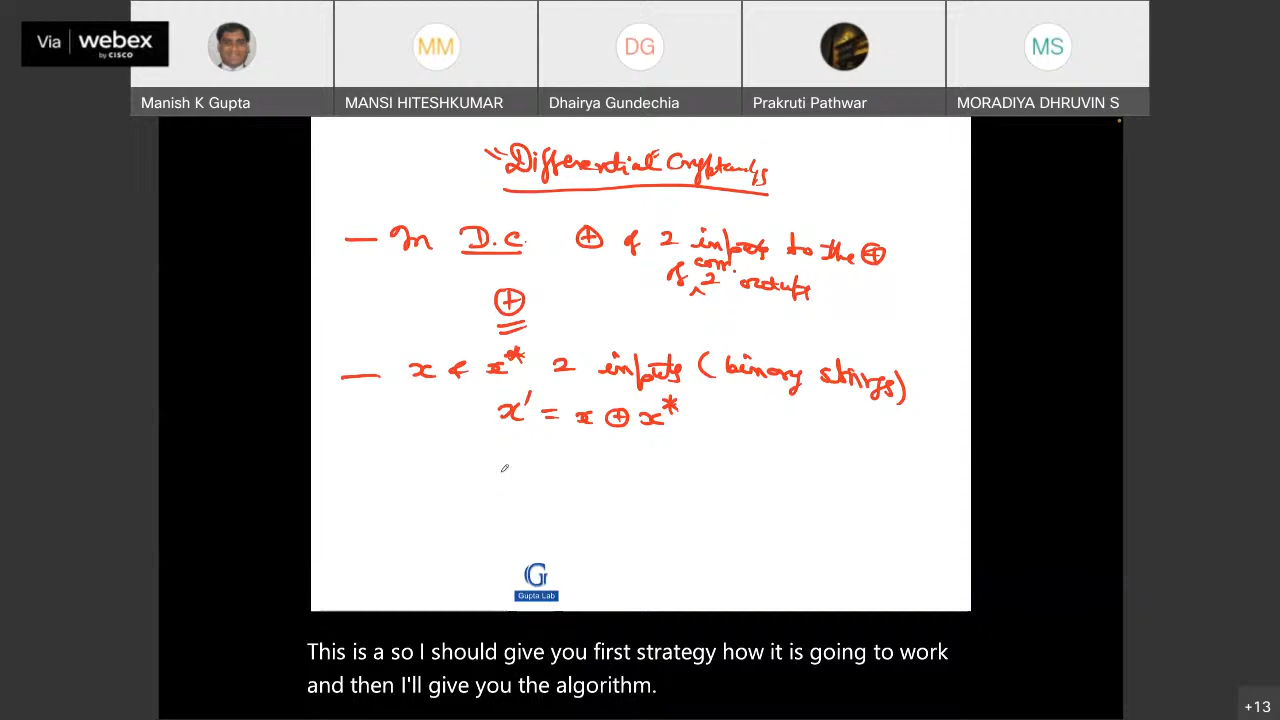 Via webex
by CISCO
MM
DG
MS
Manish K Gupta
MANSI HITESHKUMAR
Dhairya Gundechia
Prakruti Pathwar
MORADIYA DHRUVIN S
"Differential" Cryptanalys
— In D.C. ⊕ of 2 inputs to the ⊕
of corr. 2 outputs
⊕
— x & x* 2 inputs (binary strings)
x' = x ⊕ x*
G
Gupta Lab
This is a so I should give you first strategy how it is going to work
and then I'll give you the algorithm.
+13